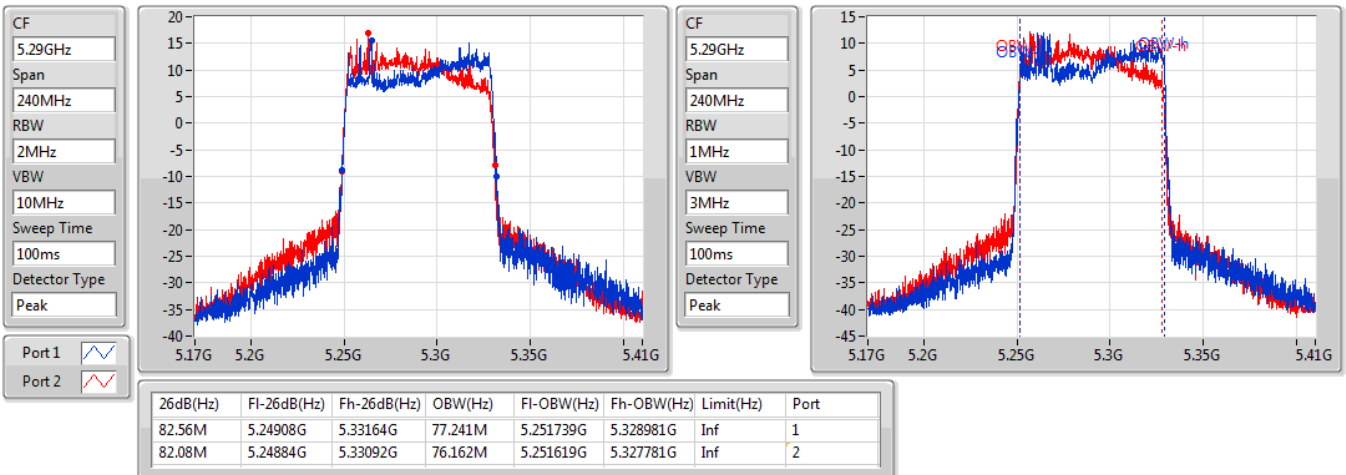 CF
5.29GHz
Span
240MHz
RBW
2MHz
VBW
10MHz
Sweep Time
100ms
Detector Type
Peak
Port 1
Port 2
20
15
10
5
0
-5
-10
-15
-20
-25
-30
-35
-40
5.17G 5.2G 5.25G 5.3G 5.35G 5.41G
CF
5.29GHz
Span
240MHz
RBW
1MHz
VBW
3MHz
Sweep Time
100ms
Detector Type
Peak
15
10
5
0
-5
-10
-15
-20
-25
-30
-35
-40
-45
5.17G 5.2G 5.25G 5.3G 5.35G 5.41G
26dB(Hz) Fl-26dB(Hz) Fh-26dB(Hz) OBW(Hz) Fl-OBW(Hz) Fh-OBW(Hz) Limit(Hz) Port
82.56M 5.24908G 5.33164G 77.241M 5.251739G 5.328981G Inf 1
82.08M 5.24884G 5.33092G 76.162M 5.251619G 5.327781G Inf 2